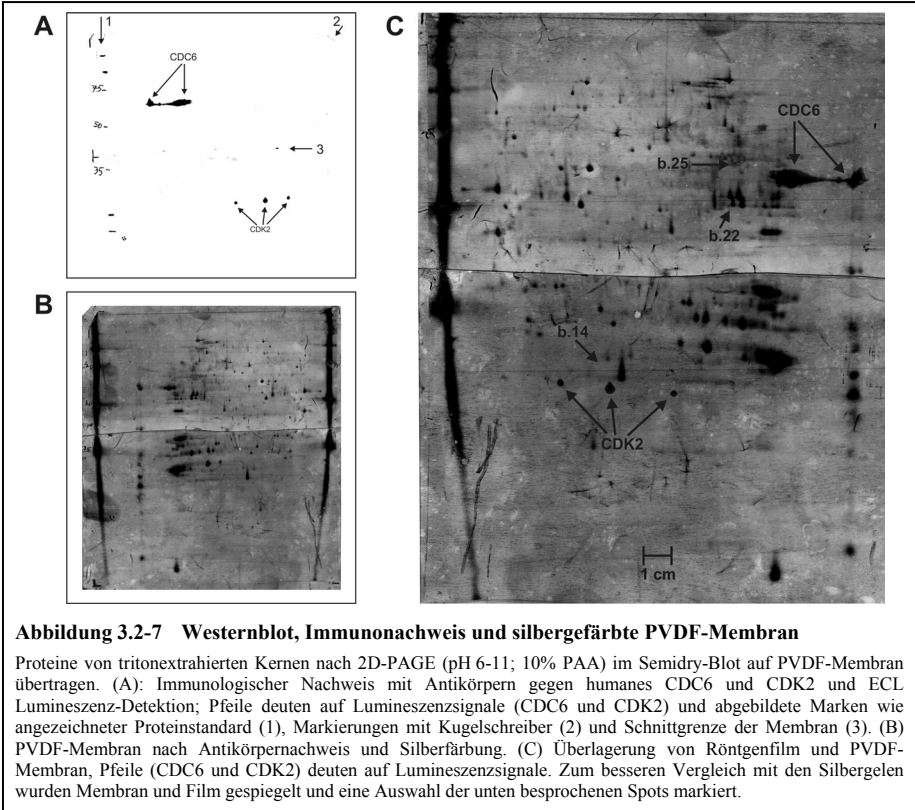 A
1
2
CDC6
75-
50
3
35-
CDK2
B
C
CDC6
b.25
b.22
b.14
CDK2
1 cm
Abbildung 3.2-7 Westernblot, Immunonachweis und silbergefärbte PVDF-Membran
Proteine von tritonextrahierten Kernen nach 2D-PAGE (pH 6-11; 10% PAA) im Semidry-Blot auf PVDF-Membran
übertragen. (A): Immunologischer Nachweis mit Antikörpern gegen humanes CDC6 und CDK2 und ECL
Lumineszenz-Detektion; Pfeile deuten auf Lumineszenzsignale (CDC6 und CDK2) und abgebildete Marken wie
angezeichneter Proteinstandard (1), Markierungen mit Kugelschreiber (2) und Schnittgrenze der Membran (3). (B)
PVDF-Membran nach Antikörpernachweis und Silberfärbung. (C) Überlagerung von Röntgenfilm und PVDF-
Membran, Pfeile (CDC6 und CDK2) deuten auf Lumineszenzsignale. Zum besseren Vergleich mit den Silbergelen
wurden Membran und Film gespiegelt und eine Auswahl der unten besprochenen Spots markiert.